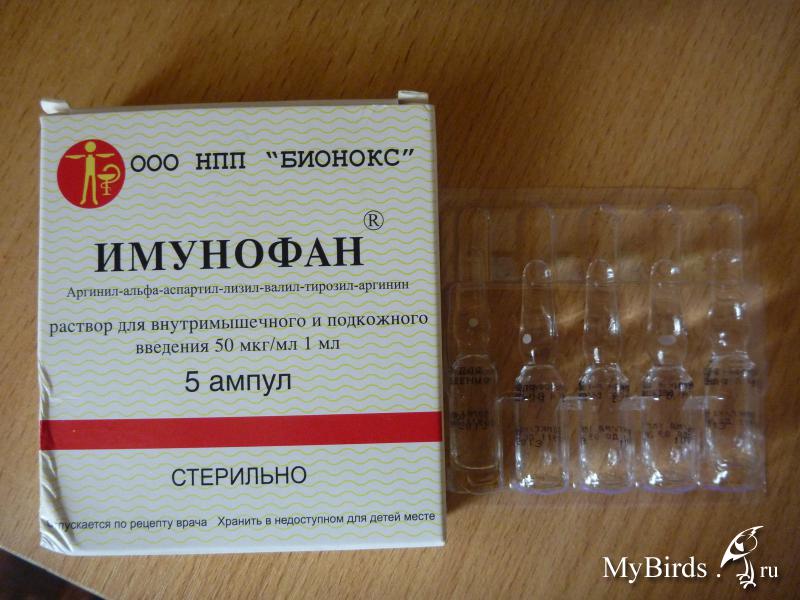 ООО НПП “БИОНОКС”
ИМУНОФАН®
Аргинил-альфа-аспартил-лизил-валил-тирозил-аргинин
раствор для внутримышечного и подкожного
введения 50 мкг/мл 1 мл
5 ампул
СТЕРИЛЬНО
по рецепту врача Хранить в недоступном для детей месте
MyBirds.ru